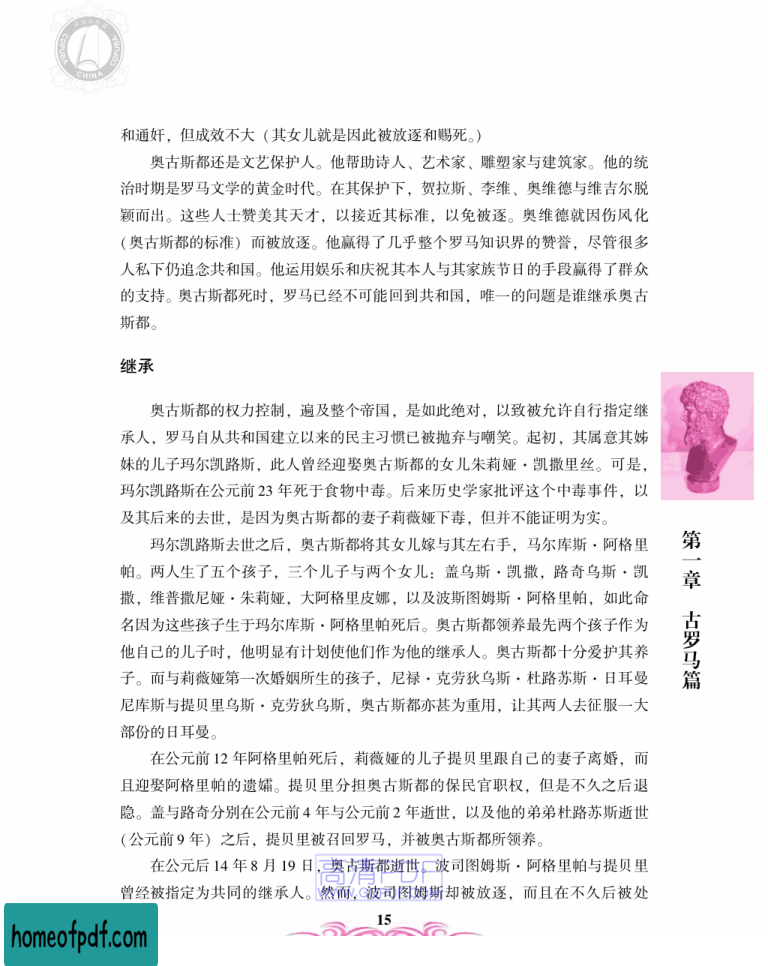 COPUBA
CHINA
COPUBA
和通奸，但成效不大（其女儿就是因此被放逐和赐死。）
奥古斯都还是文艺保护人。他帮助诗人、艺术家、雕塑家与建筑家。他的统
治时期是罗马文学的黄金时代。在其保护下，贺拉斯、李维、奥维德与维吉尔脱
颖而出。这些人士赞美其天才，以接近其标准，以免被逐。奥维德就因伤风化
（奥古斯都的标准）而被放逐。他赢得了几乎整个罗马知识界的赞誉，尽管很多
人私下仍追念共和国。他运用娱乐和庆祝其本人与其家族节日的手段赢得了群众
的支持。奥古斯都死时，罗马已经不可能回到共和国，唯一的问题是谁继承奥古
斯都。
继承
奥古斯都的权力控制，遍及整个帝国，是如此绝对，以致被允许自行指定继
承人，罗马自从共和国建立以来的民主习惯已被抛弃与嘲笑。起初，其属意其姊
妹的儿子玛尔凯路斯，此人曾经迎娶奥古斯都的女儿朱莉娅·凯撒里丝。可是，
玛尔凯路斯在公元前 23 年死于食物中毒。后来历史学家批评这个中毒事件，以
及其后来的去世，是因为奥古斯都的妻子莉薇娅下毒，但并不能证明为实。
玛尔凯路斯去世之后，奥古斯都将其女儿嫁与其左右手，马尔库斯·阿格里
帕。两人生了五个孩子，三个儿子与两个女儿：盖乌斯·凯撒，路奇乌斯·凯
撒，维普撒尼娅·朱莉娅，大阿格里皮娜，以及波斯图姆斯·阿格里帕，如此命
名因为这些孩子生于玛尔库斯·阿格里帕死后。奥古斯都领养最先两个孩子作为
他自己的儿子时，他明显有计划使他们作为他的继承人。奥古斯都十分爱护其养
子。而与莉薇娅第一次婚姻所生的孩子，尼禄·克劳狄乌斯·杜路苏斯·日耳曼
尼库斯与提贝里乌斯·克劳狄乌斯，奥古斯都亦甚为重用，让其两人去征服一大
部份的日耳曼。
在公元前 12 年阿格里帕死后，莉薇娅的儿子提贝里跟自己的妻子离婚，而
且迎娶阿格里帕的遗孀。提贝里分担奥古斯都的保民官职权，但是不久之后退
隐。盖与路奇分别在公元前 4 年与公元前 2 年逝世，以及他的弟弟杜路苏斯逝世
（公元前 9 年）之后，提贝里被召回罗马，并被奥古斯都所领养。
在公元后 14 年 8 月 19 日，奥古斯都逝世。波司图姆斯·阿格里帕与提贝里
曾经被指定为共同的继承人。然而，波司图姆斯却被放逐，而且在不久后被处
第一章 古罗马篇
高清PDF
15
homeofpdf.com